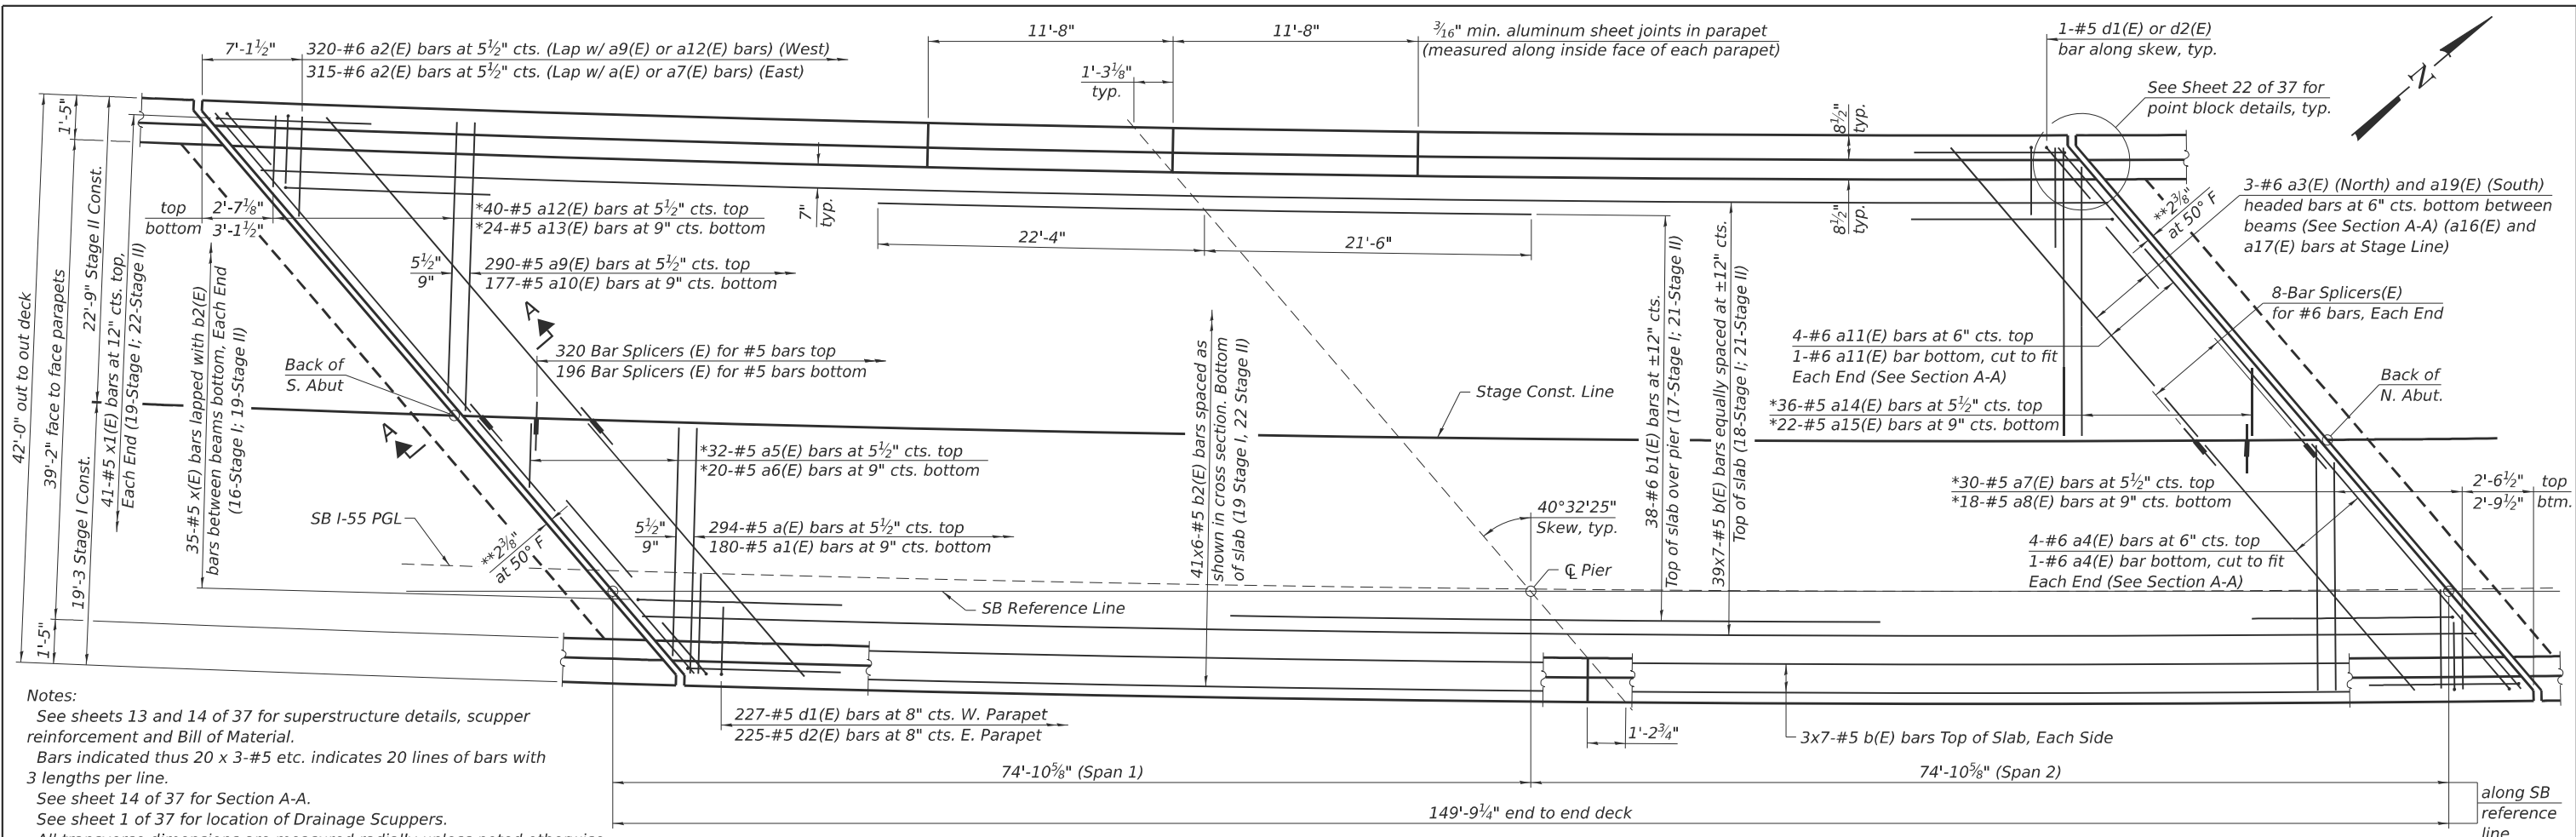 7'-1½"
320-#6 a2(E) bars at 5½" cts. (Lap w/ a9(E) or a12(E) bars) (West)
315-#6 a2(E) bars at 5½" cts. (Lap w/ a(E) or a7(E) bars) (East)
11'-8"
11'-8"
3⁄16" min. aluminum sheet joints in parapet
(measured along inside face of each parapet)
1'-3⅛"
typ.
1-#5 d1(E) or d2(E)
bar along skew, typ.
See Sheet 22 of 37 for
point block details, typ.
N
8½"
typ.
8½"
typ.
7"
typ.
1'-5"
42'-0" out to out deck
39'-2" face to face parapets
22'-9" Stage II Const.
19'-3 Stage I Const.
1'-5"
41-#5 x1(E) bars at 12" cts. top,
Each End (19-Stage I; 22-Stage II)
35-#5 x(E) bars lapped with b2(E)
bars between beams bottom, Each End
(16-Stage I; 19-Stage II)
top
bottom
2'-7⅛"
3'-1½"
*40-#5 a12(E) bars at 5½" cts. top
*24-#5 a13(E) bars at 9" cts. bottom
5½"
9"
290-#5 a9(E) bars at 5½" cts. top
177-#5 a10(E) bars at 9" cts. bottom
22'-4"
21'-6"
A
A
320 Bar Splicers (E) for #5 bars top
196 Bar Splicers (E) for #5 bars bottom
Back of
S. Abut
Stage Const. Line
41x6-#5 b2(E) bars spaced as
shown in cross section. Bottom
of slab (19 Stage I, 22 Stage II)
38-#6 b1(E) bars at ±12" cts.
Top of slab over pier (17-Stage I; 21-Stage II)
39x7-#5 b(E) bars equally spaced at ±12" cts.
Top of slab (18-Stage I; 21-Stage II)
**2⅜"
at 50° F
3-#6 a3(E) (North) and a19(E) (South)
headed bars at 6" cts. bottom between
beams (See Section A-A) (a16(E) and
a17(E) bars at Stage Line)
8-Bar Splicers(E)
for #6 bars, Each End
4-#6 a11(E) bars at 6" cts. top
1-#6 a11(E) bar bottom, cut to fit
Each End (See Section A-A)
*36-#5 a14(E) bars at 5½" cts. top
*22-#5 a15(E) bars at 9" cts. bottom
Back of
N. Abut.
*32-#5 a5(E) bars at 5½" cts. top
*20-#5 a6(E) bars at 9" cts. bottom
*30-#5 a7(E) bars at 5½" cts. top
*18-#5 a8(E) bars at 9" cts. bottom
2'-6½"
2'-9½"
top
btm.
SB I-55 PGL
**2⅜"
at 50° F
5½"
9"
294-#5 a(E) bars at 5½" cts. top
180-#5 a1(E) bars at 9" cts. bottom
40°32'25"
Skew, typ.
4-#6 a4(E) bars at 6" cts. top
1-#6 a4(E) bar bottom, cut to fit
Each End (See Section A-A)
℄ Pier
SB Reference Line
227-#5 d1(E) bars at 8" cts. W. Parapet
225-#5 d2(E) bars at 8" cts. E. Parapet
1'-2¾"
3x7-#5 b(E) bars Top of Slab, Each Side
74'-10⅝" (Span 1)
74'-10⅝" (Span 2)
149'-9¼" end to end deck
along SB
reference
line
Notes:
See sheets 13 and 14 of 37 for superstructure details, scupper
reinforcement and Bill of Material.
Bars indicated thus 20 x 3-#5 etc. indicates 20 lines of bars with
3 lengths per line.
See sheet 14 of 37 for Section A-A.
See sheet 1 of 37 for location of Drainage Scuppers.
All transverse dimensions are measured radially unless noted otherwise